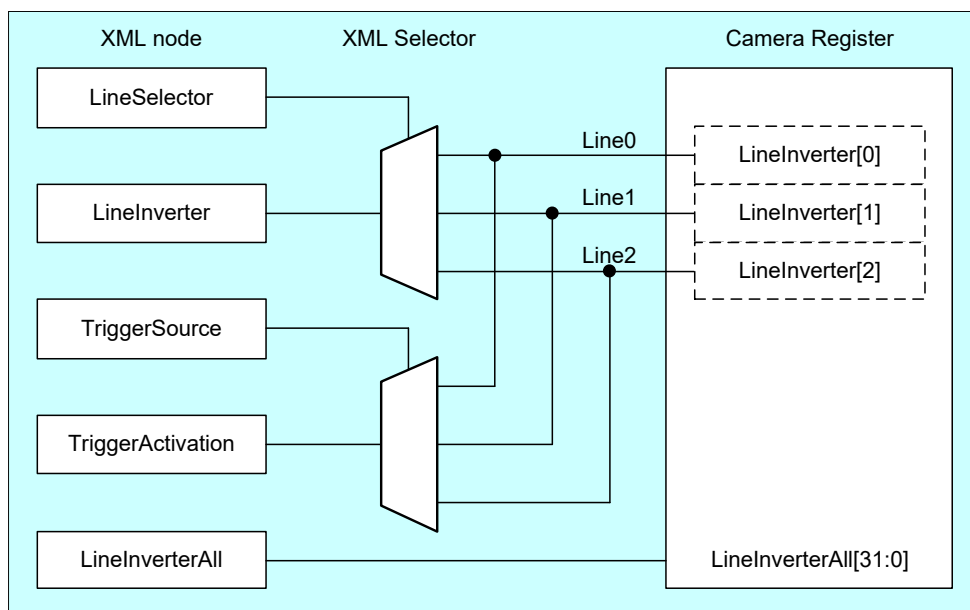 XML node
XML Selector
Camera Register
LineSelector
Line0
LineInverter[0]
LineInverter
Line1
LineInverter[1]
Line2
LineInverter[2]
TriggerSource
TriggerActivation
LineInverterAll
LineInverterAll[31:0]